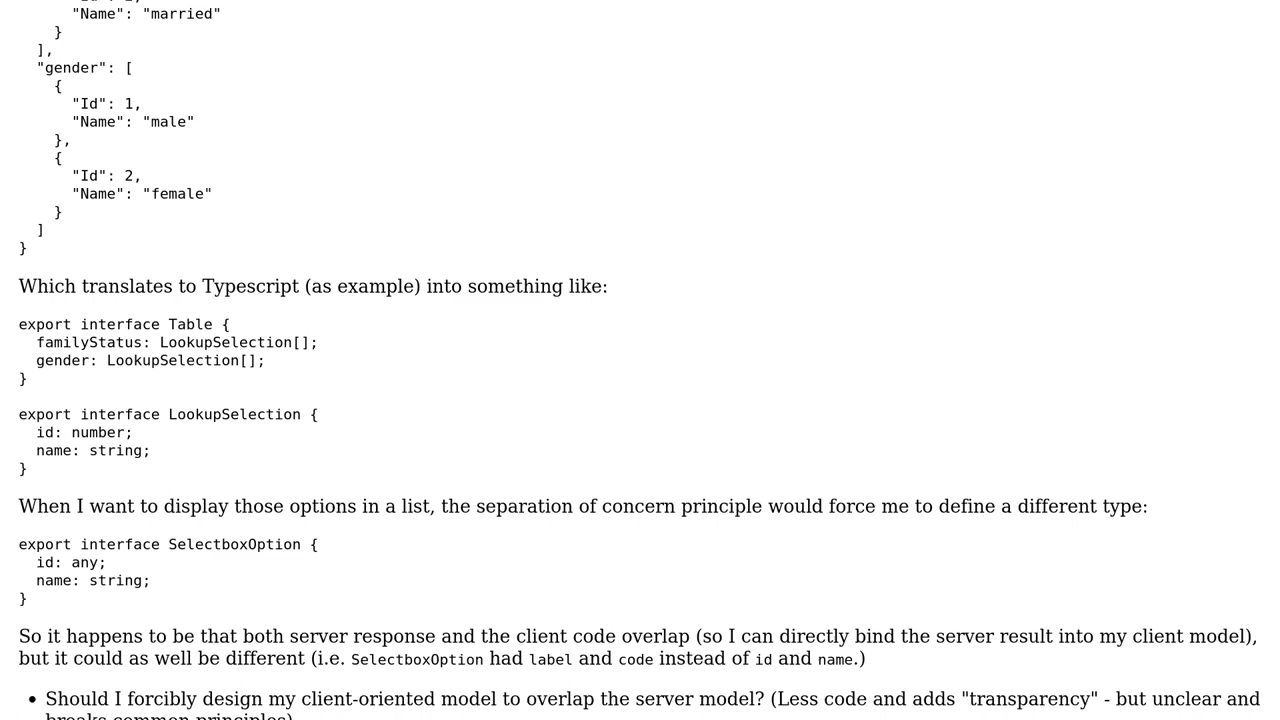 "Name": "married"
    }
  ],
  "gender": [
    {
      "Id": 1,
      "Name": "male"
    },
    {
      "Id": 2,
      "Name": "female"
    }
  ]
}
Which translates to Typescript (as example) into something like:
export interface Table {
  familyStatus: LookupSelection[];
  gender: LookupSelection[];
}
export interface LookupSelection {
  id: number;
  name: string;
}
When I want to display those options in a list, the separation of concern principle would force me to define a different type:
export interface SelectboxOption {
  id: any;
  name: string;
}
So it happens to be that both server response and the client code overlap (so I can directly bind the server result into my client model),
but it could as well be different (i.e. SelectboxOption had label and code instead of id and name.)
• Should I forcibly design my client-oriented model to overlap the server model? (Less code and adds "transparency" - but unclear and
breaks common principles)